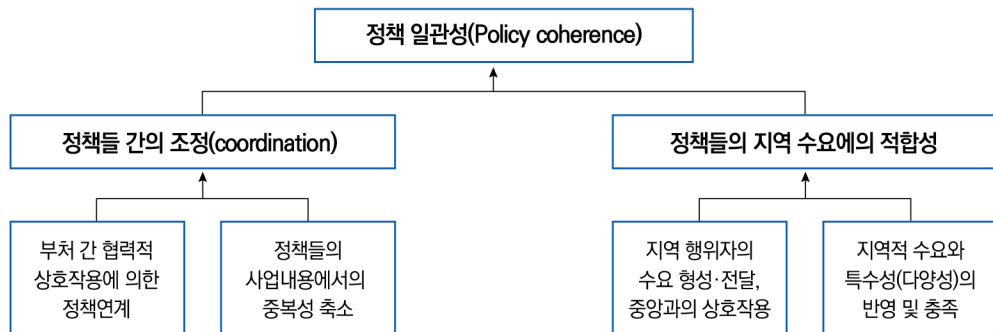 정책 일관성(Policy coherence)
정책들 간의 조정(coordination)
정책들의 지역 수요에의 적합성
부처 간 협력적
상호작용에 의한
정책연계
정책들의
사업내용에서의
중복성 축소
지역 행위자의
수요 형성·전달,
중앙과의 상호작용
지역적 수요와
특수성(다양성)의
반영 및 충족